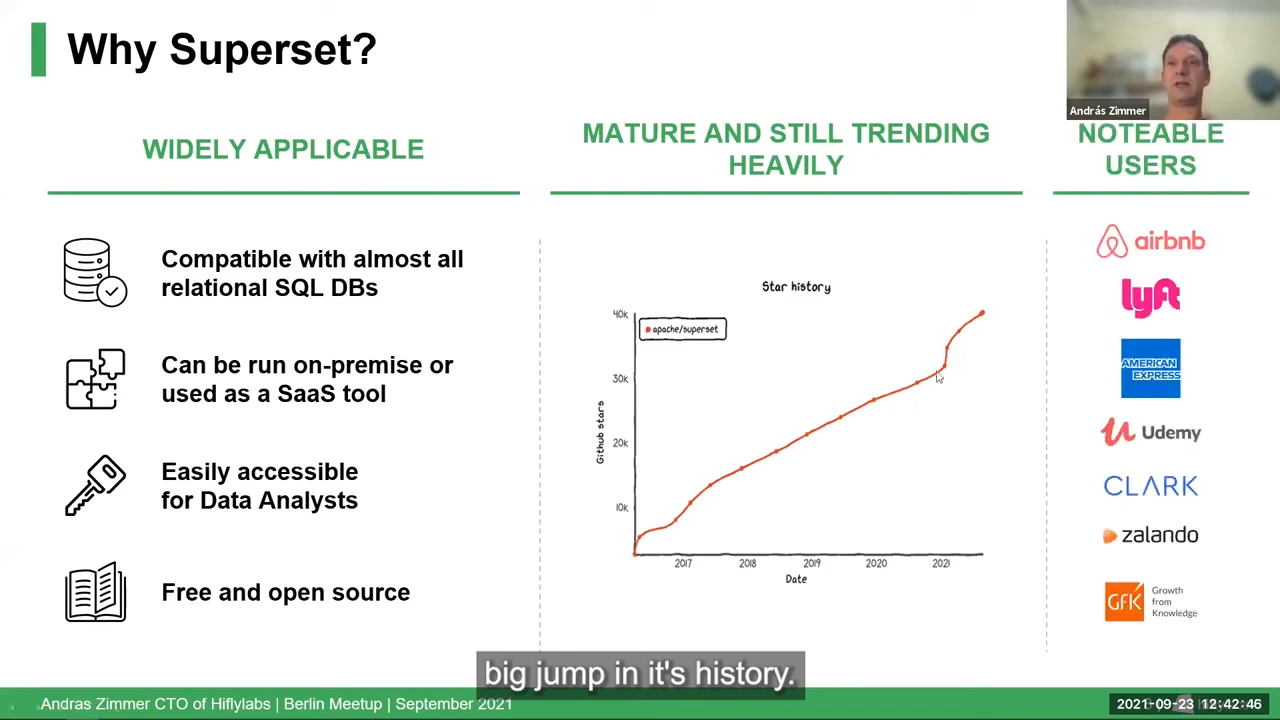 Why Superset?
András Zimmer
WIDELY APPLICABLE
Compatible with almost all
relational SQL DBs
Can be run on-premise or
used as a SaaS tool
Easily accessible
for Data Analysts
Free and open source
MATURE AND STILL TRENDING
HEAVILY
Star history
apache/superset
40k
30k
20k
10k
Github stars
2017
2018
2019
2020
2021
Date
NOTEABLE
USERS
airbnb
lyft
AMERICAN
EXPRESS
Udemy
CLARK
zalando
GfK
Growth
from
Knowledge
big jump in it's history.
Andras Zimmer CTO of Hiflylabs | Berlin Meetup | September 2021
2021-09-23 12:42:46